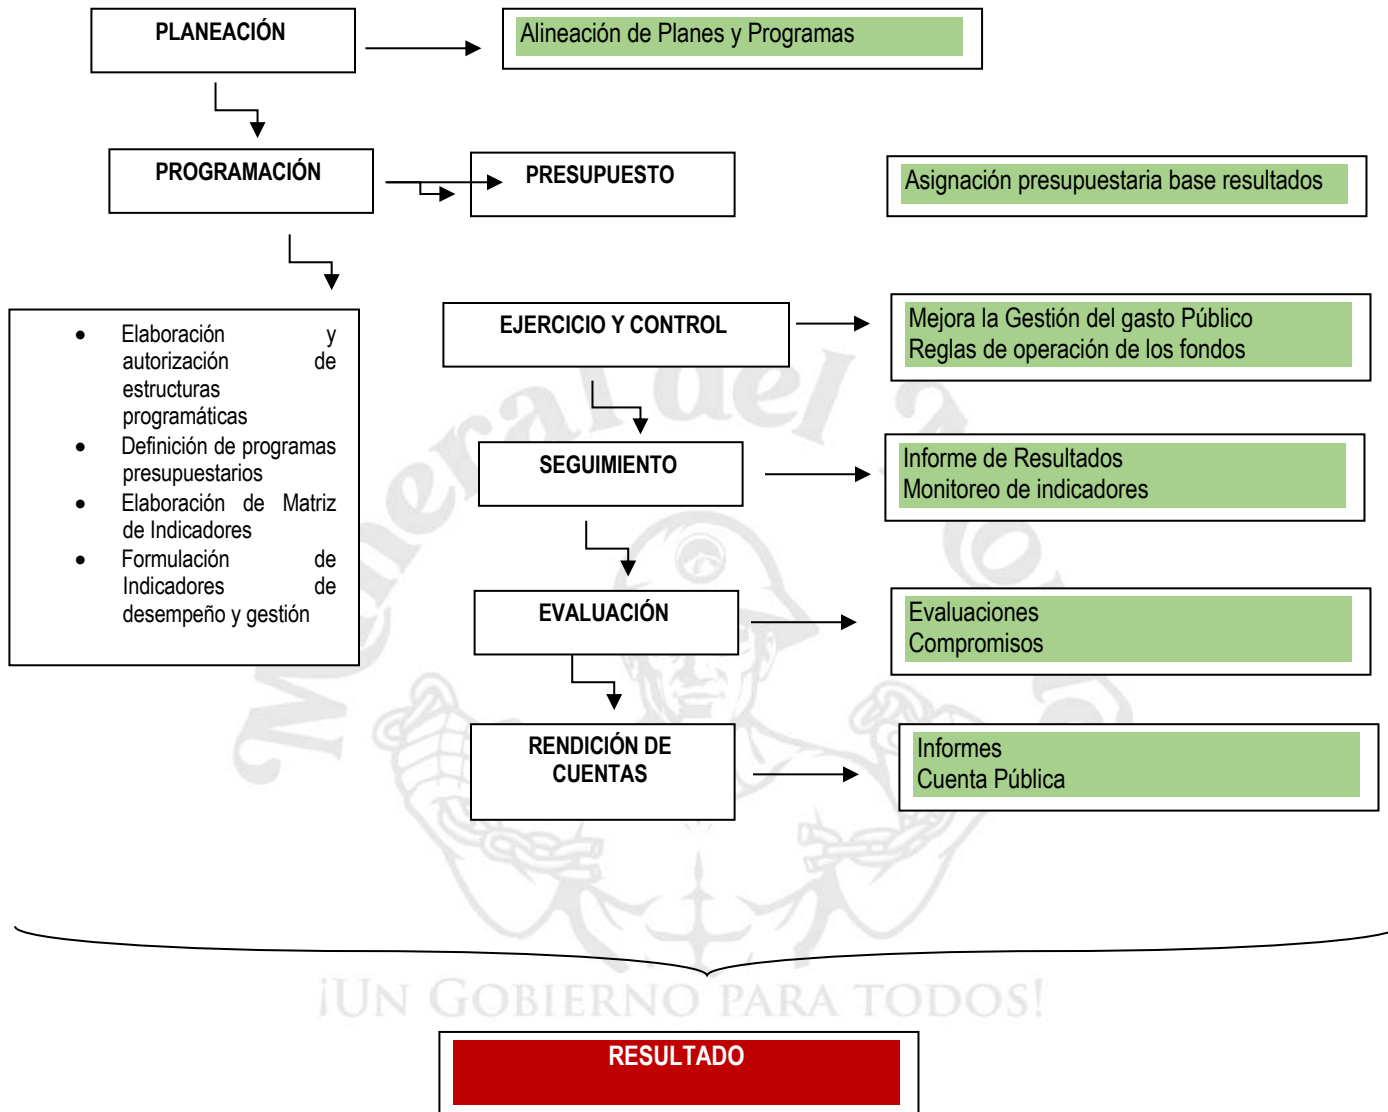 PLANEACIÓN
Alineación de Planes y Programas
PROGRAMACIÓN
PRESUPUESTO
Asignación presupuestaria base resultados
• Elaboración y
autorización de
estructuras
programáticas
• Definición de programas
presupuestarios
• Elaboración de Matriz
de Indicadores
• Formulación de
Indicadores de
desempeño y gestión
EJERCICIO Y CONTROL
Mejora la Gestión del gasto Público
Reglas de operación de los fondos
SEGUIMIENTO
Informe de Resultados
Monitoreo de indicadores
EVALUACIÓN
Evaluaciones
Compromisos
RENDICIÓN DE
CUENTAS
Informes
Cuenta Pública
Mineral del
¡UN GOBIERNO PARA TODOS!
RESULTADO